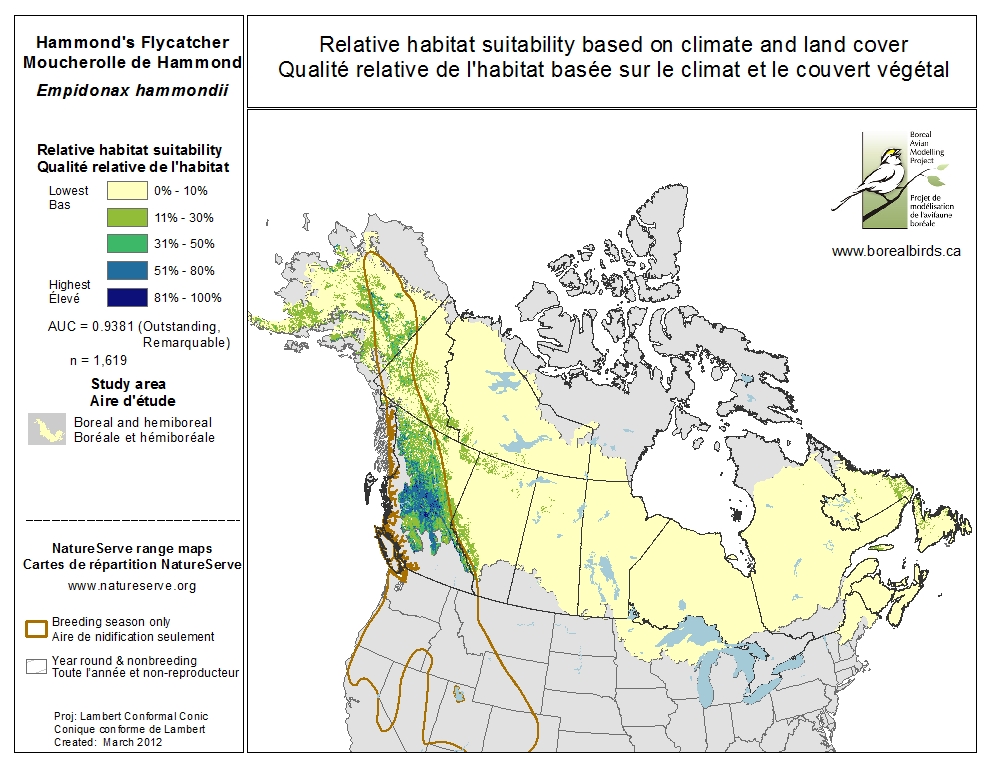 Hammond's Flycatcher
Moucherolle de Hammond
Empidonax hammondii
Relative habitat suitability
Qualité relative de l'habitat
Lowest
Bas
0% - 10%
11% - 30%
31% - 50%
51% - 80%
Highest
Élevé
81% - 100%
AUC = 0.9381 (Outstanding,
Remarquable)
n = 1,619
Study area
Aire d'étude
Boreal and hemiboreal
Boréale et hémiboréale
NatureServe range maps
Cartes de répartition NatureServe
www.natureserve.org
Breeding season only
Aire de nidification seulement
Year round & nonbreeding
Toute l'année et non-reproducteur
Proj: Lambert Conformal Conic
Conique conforme de Lambert
Created: March 2012
Relative habitat suitability based on climate and land cover
Qualité relative de l'habitat basée sur le climat et le couvert végétal
Boreal
Avian
Modelling
Project
Projet de
modélisation
de l'avifaune
boréale
www.borealbirds.ca